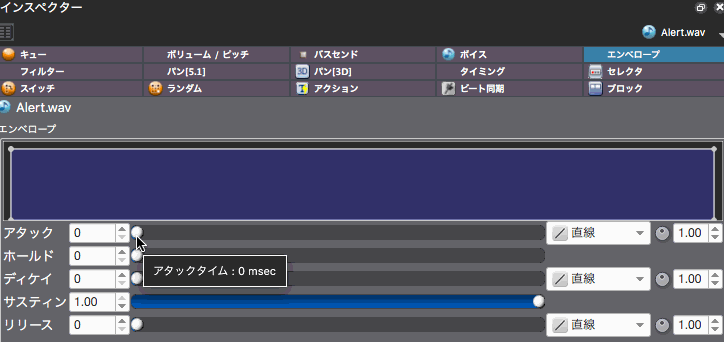 インスペクター
Alert.wav
キュー ボリューム / ピッチ バスセンド ボイス エンベロープ
フィルター パン[5.1] パン[3D] タイミング セレクタ
スイッチ ランダム アクション ビート同期 ブロック
Alert.wav
エンベロープ
アタック 0 直線 1.00
ホールド 0
アタックタイム : 0 msec
ディケイ 0 直線 1.00
サスティン 1.00
リリース 0 直線 1.00